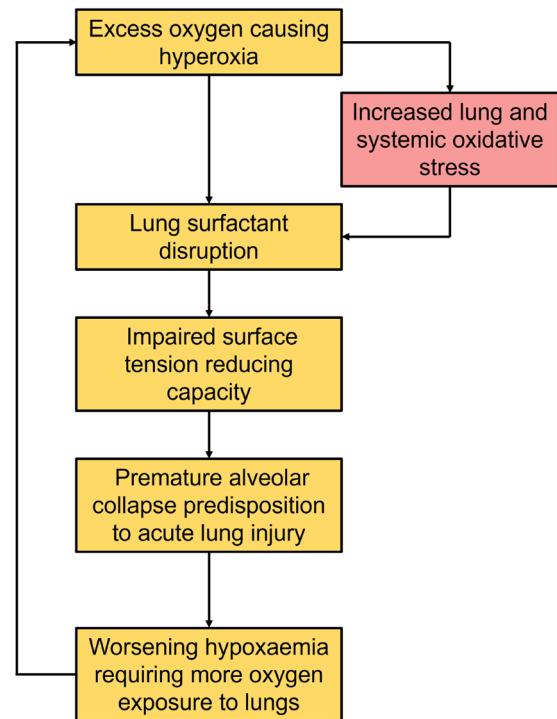 Excess oxygen causing
hyperoxia
Increased lung and
systemic oxidative
stress
Lung surfactant
disruption
Impaired surface
tension reducing
capacity
Premature alveolar
collapse predisposition
to acute lung injury
Worsening hypoxaemia
requiring more oxygen
exposure to lungs